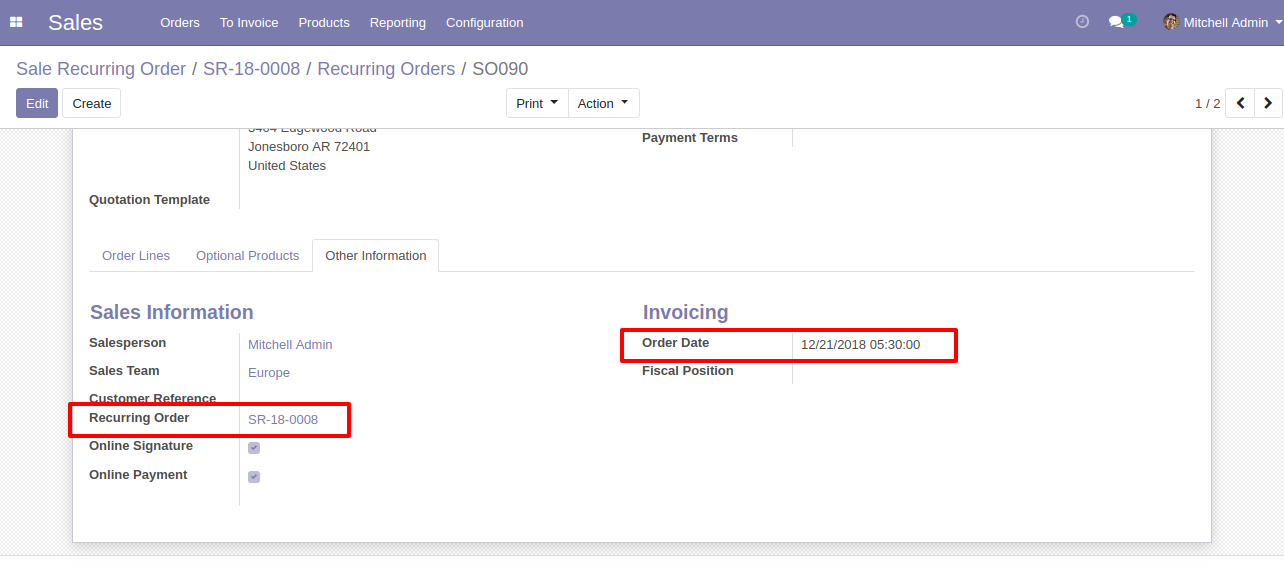 Sales Orders To Invoice Products Reporting Configuration 1 Mitchell Admin
Sale Recurring Order / SR-18-0008 / Recurring Orders / SO090
Edit Create Print Action 1 / 2
3404 Edgewood Road
Jonesboro AR 72401
United States
Payment Terms
Quotation Template
Order Lines Optional Products Other Information
Sales Information
Salesperson Mitchell Admin
Sales Team Europe
Customer Reference
Recurring Order SR-18-0008
Online Signature
Online Payment
Invoicing
Order Date 12/21/2018 05:30:00
Fiscal Position